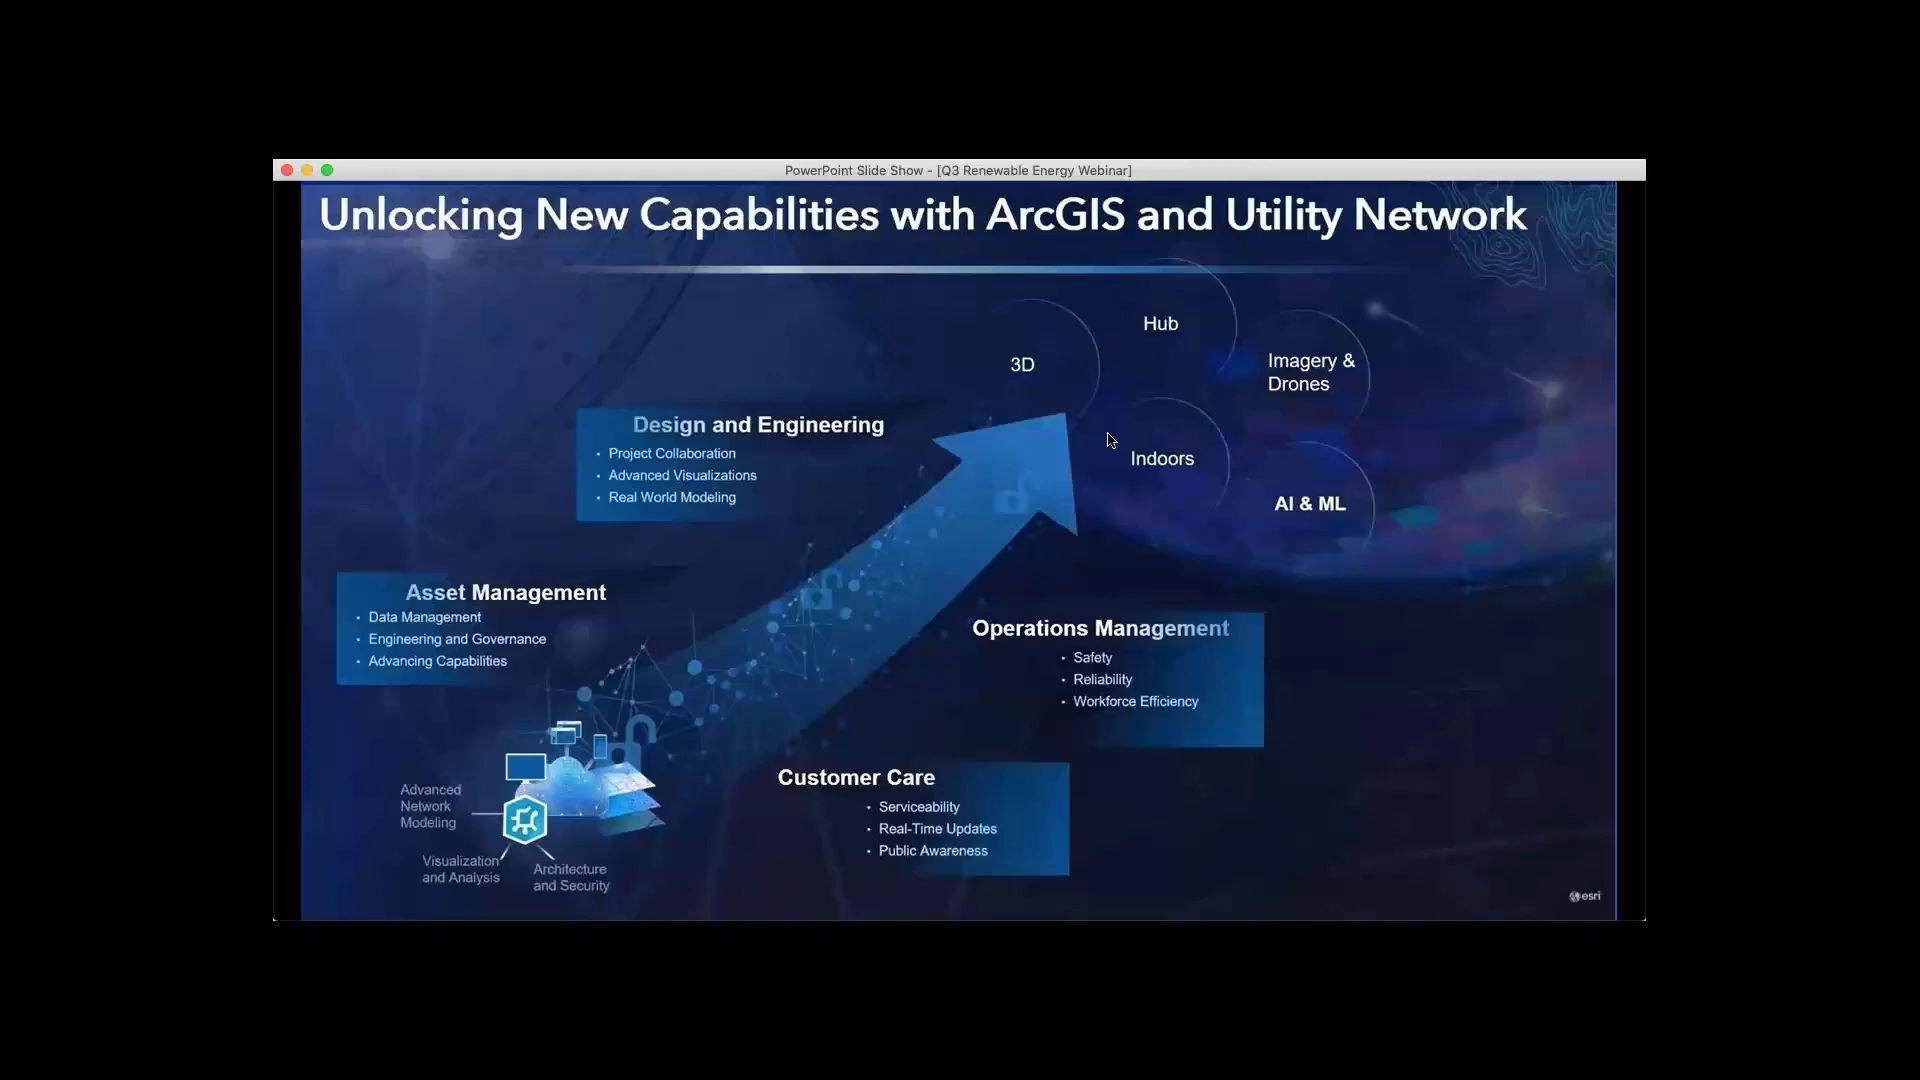 PowerPoint Slide Show - [Q3 Renewable Energy Webinar]
Unlocking New Capabilities with ArcGIS and Utility Network
Hub
3D
Imagery &
Drones
Indoors
AI & ML
Design and Engineering
• Project Collaboration
• Advanced Visualizations
• Real World Modeling
Asset Management
• Data Management
• Engineering and Governance
• Advancing Capabilities
Operations Management
• Safety
• Reliability
• Workforce Efficiency
Customer Care
• Serviceability
• Real-Time Updates
• Public Awareness
Advanced
Network
Modeling
Visualization
and Analysis
Architecture
and Security
esri